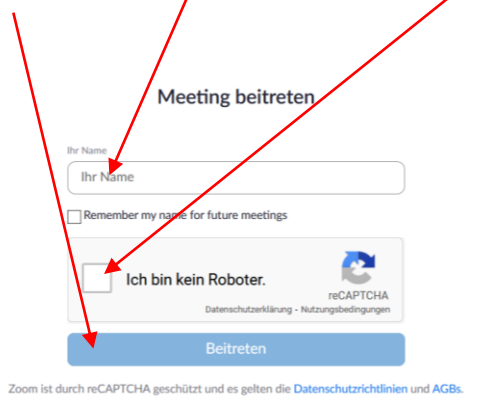 Meeting beitreten
Ihr Name
Ihr Name
Remember my name for future meetings
Ich bin kein Roboter.
reCAPTCHA
Datenschutzerklärung - Nutzungsbedingungen
Beitreten
Zoom ist durch reCAPTCHA geschützt und es gelten die Datenschutzrichtlinien und AGBs.